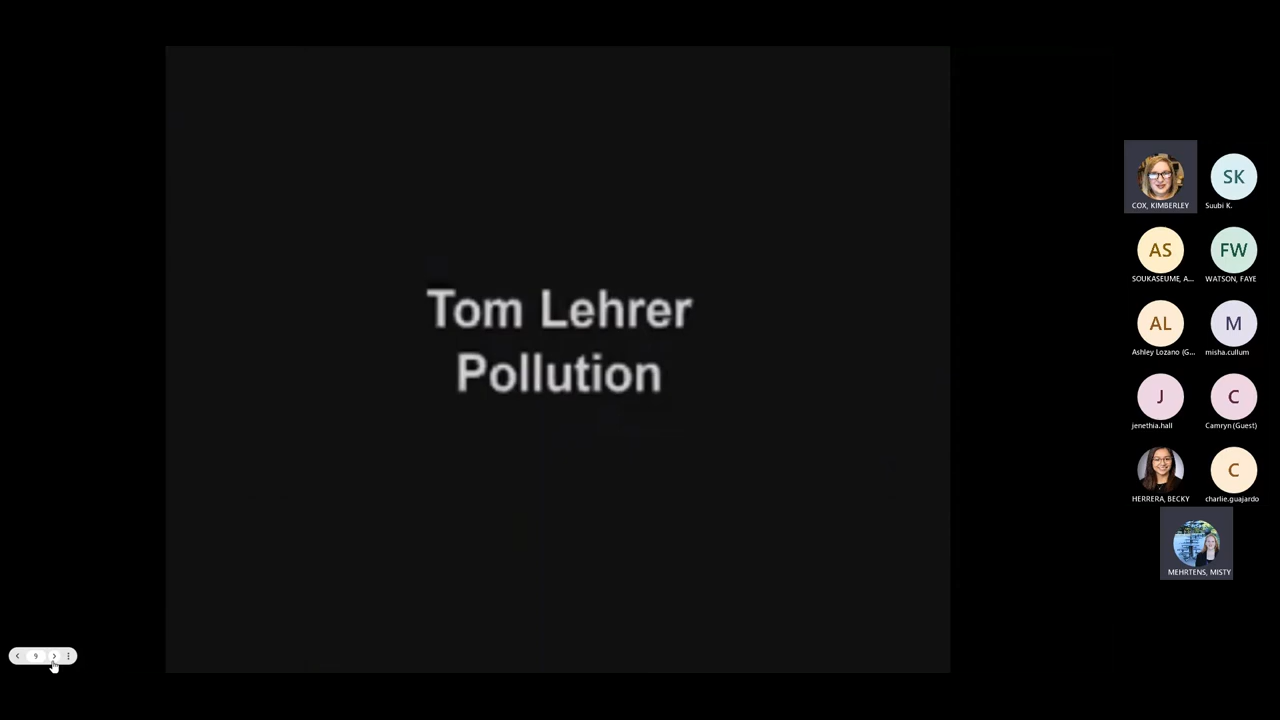 Tom Lehrer
Pollution
COX, KIMBERLEY
SK
Suubi K.
AS
SOUKASEUME, A...
FW
WATSON, FAYE
AL
Ashley Lozano (G...
M
misha.cullum
J
jenethia.hall
C
Camryn (Guest)
HERRERA, BECKY
C
charlie.guajardo
MEHRTENS, MISTY
9